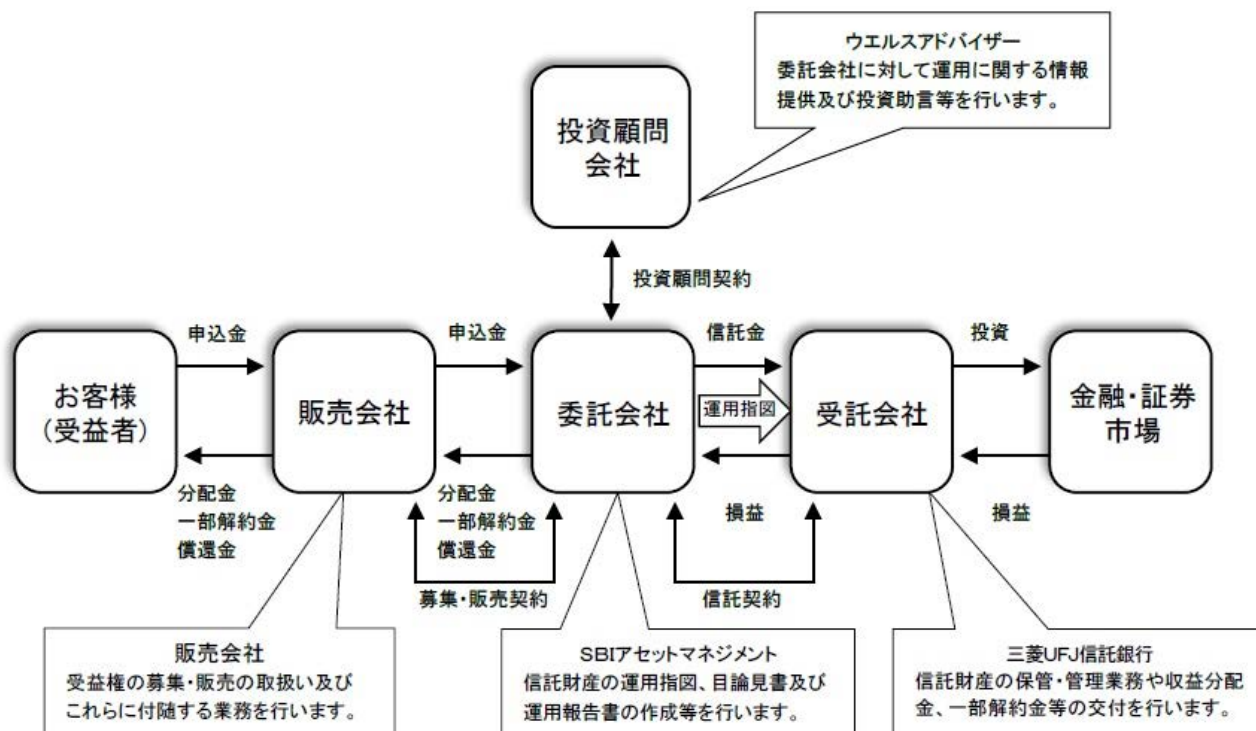 ウエルスアドバイザー
委託会社に対して運用に関する情報
提供及び投資助言等を行います。
投資顧問
会社
投資顧問契約
申込金
申込金
信託金
投資
お客様
(受益者)
販売会社
委託会社
運用指図
受託会社
金融・証券
市場
分配金
一部解約金
償還金
分配金
一部解約金
償還金
損益
損益
募集・販売契約
信託契約
販売会社
受益権の募集・販売の取扱い及び
これらに付随する業務を行います。
SBIアセットマネジメント
信託財産の運用指図、目論見書及び
運用報告書の作成等を行います。
三菱UFJ信託銀行
信託財産の保管・管理業務や収益分配
金、一部解約金等の交付を行います。